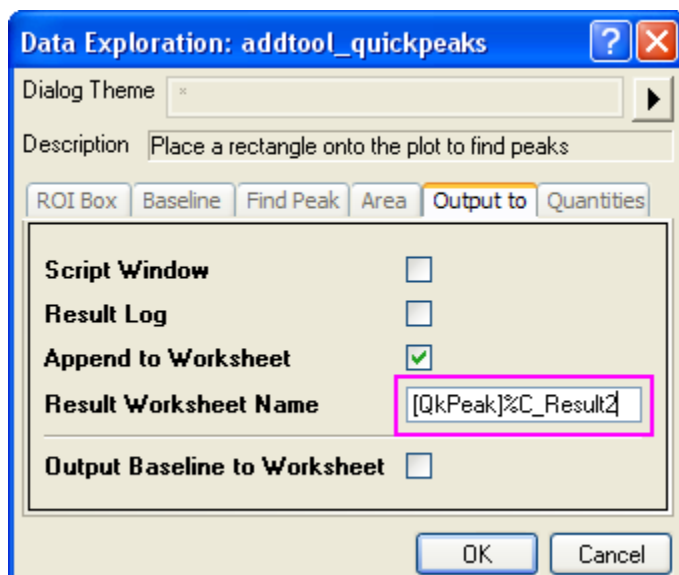 Data Exploration: addtool_quickpeaks
Dialog Theme *
Description Place a rectangle onto the plot to find peaks
ROI Box Baseline Find Peak Area Output to Quantities
Script Window
Result Log
Append to Worksheet
Result Worksheet Name [QkPeak]%C_Result2
Output Baseline to Worksheet
OK Cancel